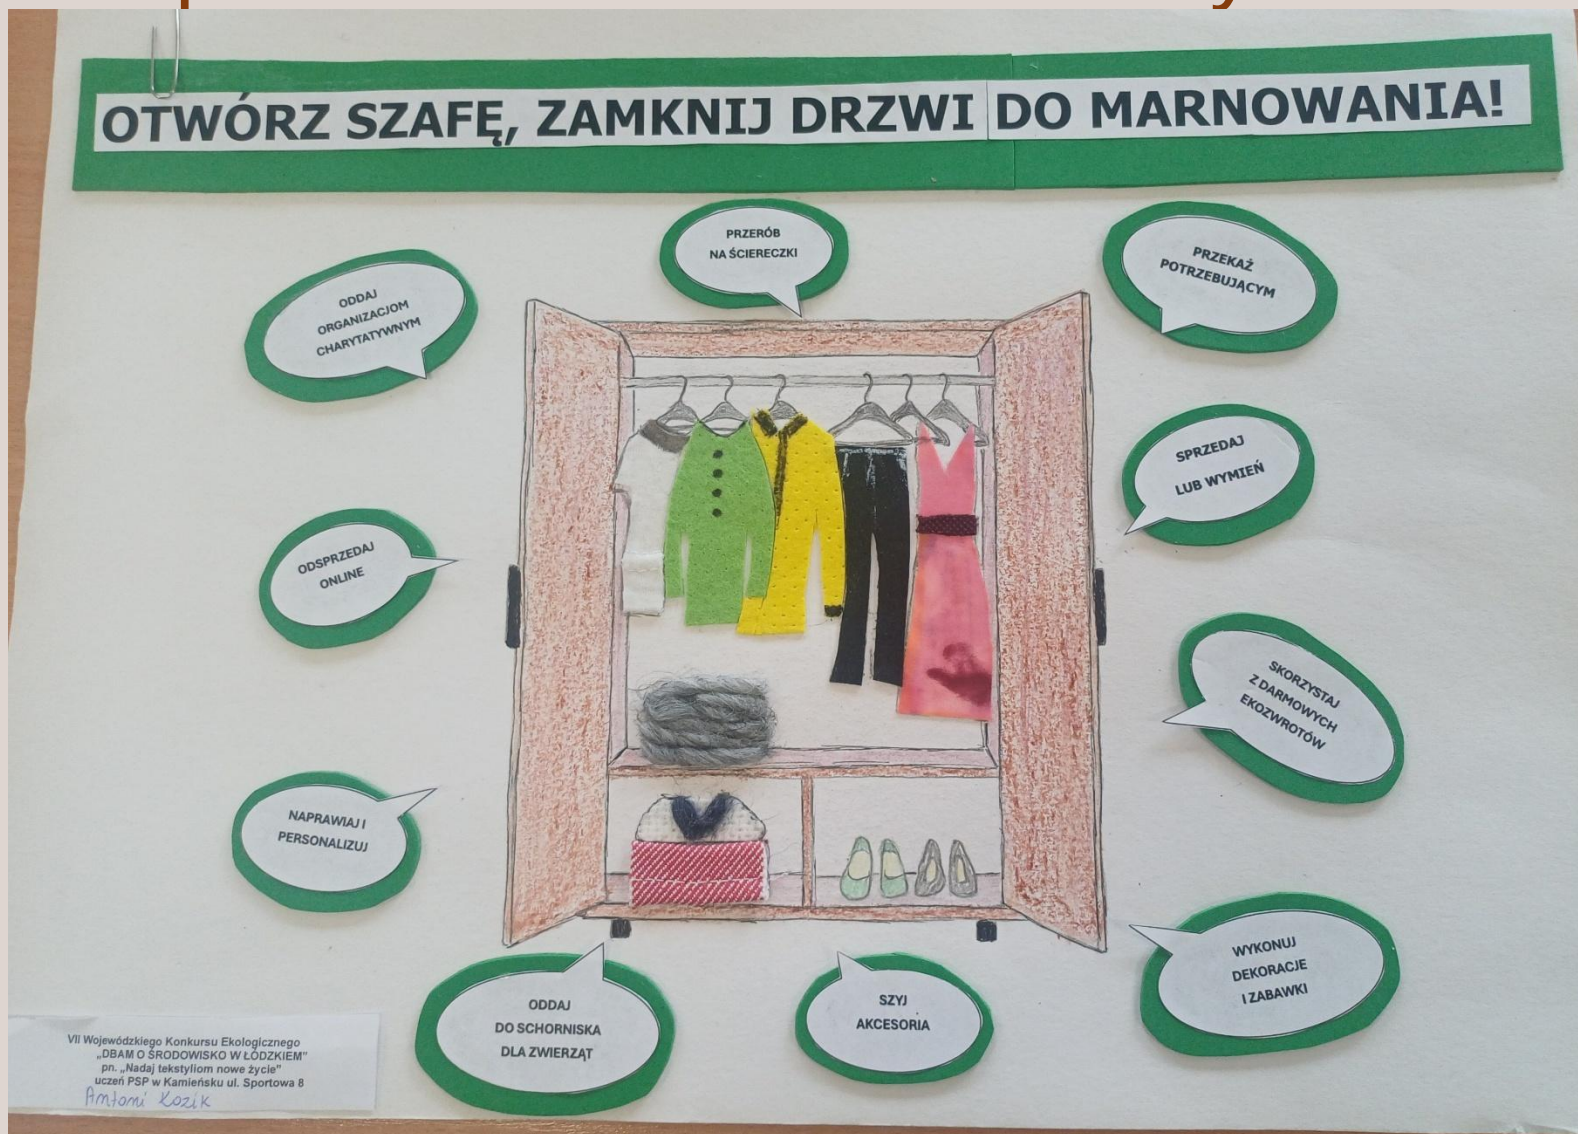 OTWÓRZ SZAFĘ, ZAMKNIJ DRZWI DO MARNOWANIA!
PRZERÓB
NA ŚCIERECZKI
PRZEKAŻ
POTRZEBUJĄCYM
ODDAJ
ORGANIZACJOM
CHARYTATYWNYM
SPRZEDAJ
LUB WYMIEŃ
ODSPRZEDAJ
ONLINE
SKORZYSTAJ
Z DARMOWYCH
EKOZWROTÓW
NAPRAWIAJ I
PERSONALIZUJ
WYKONUJ
DEKORACJE
I ZABAWKI
ODDAJ
DO SCHORNISKA
DLA ZWIERZĄT
SZYJ
AKCESORIA
VII Wojewódzkiego Konkursu Ekologicznego
„DBAM O ŚRODOWISKO W ŁÓDZKIEM”
pn. „Nadaj tekstyliom nowe życie”
uczeń PSP w Kamieńsku ul. Sportowa 8
Antoni Kozik